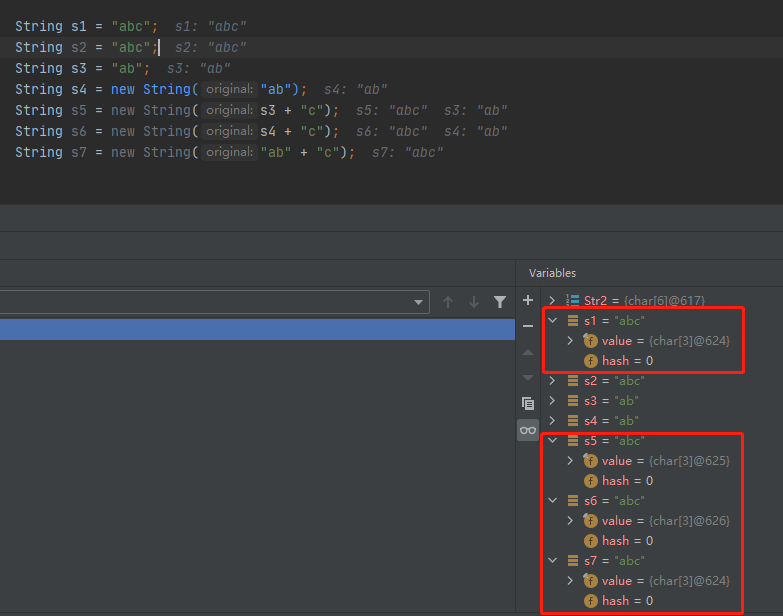 String s1 = "abc"; s1: "abc"
String s2 = "abc"; s2: "abc"
String s3 = "ab"; s3: "ab"
String s4 = new String( original: "ab"); s4: "ab"
String s5 = new String( original: s3 + "c"); s5: "abc" s3: "ab"
String s6 = new String( original: s4 + "c"); s6: "abc" s4: "ab"
String s7 = new String( original: "ab" + "c"); s7: "abc"
Variables
Str2 = {char[6]@617}
s1 = "abc"
value = {char[3]@624}
hash = 0
s2 = "abc"
s3 = "ab"
s4 = "ab"
s5 = "abc"
value = {char[3]@625}
hash = 0
s6 = "abc"
value = {char[3]@626}
hash = 0
s7 = "abc"
value = {char[3]@624}
hash = 0